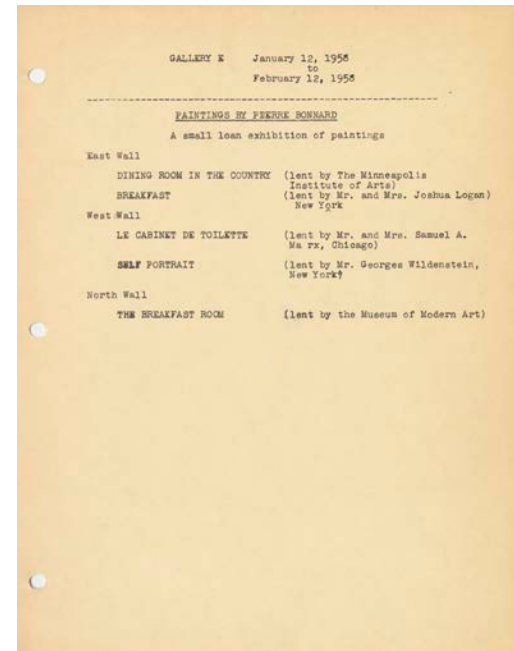 GALLERY E January 12, 1958
to
February 12, 1958
PAINTINGS BY PIERRE BONNARD
A small loan exhibition of paintings
East Wall
DINING ROOM IN THE COUNTRY (lent by The Minneapolis
Institute of Arts)
BREAKFAST (lent by Mr. and Mrs. Joshua Logan)
New York
West Wall
LE CABINET DE TOILETTE (lent by Mr. and Mrs. Samuel A.
Ma rx, Chicago)
SELF PORTRAIT (lent by Mr. Georges Wildenstein,
New York)
North Wall
THE BREAKFAST ROOM (lent by the Museum of Modern Art)